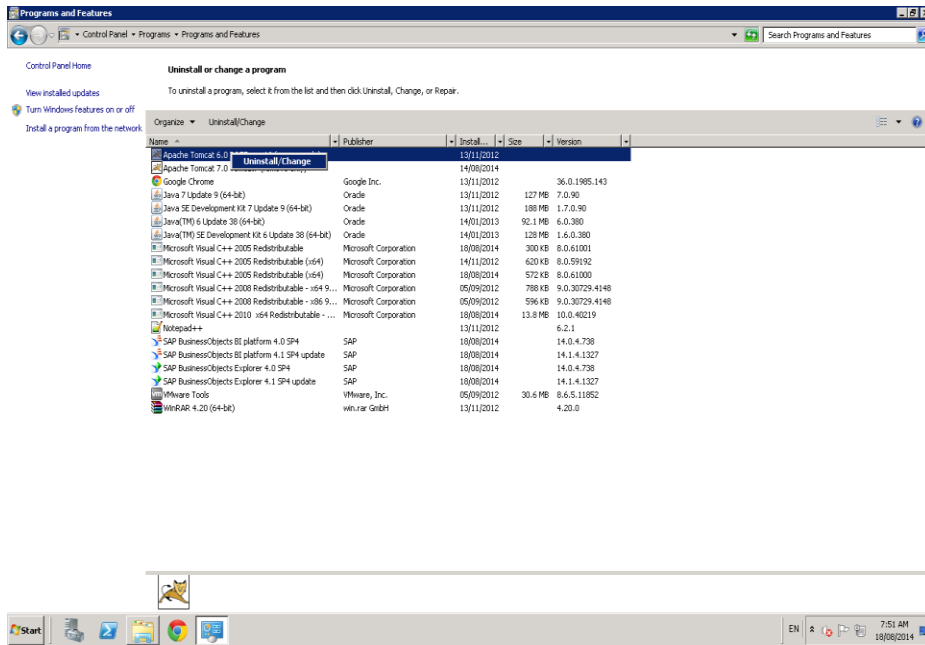 Programs and Features
Control Panel Programs Programs and Features
Search Programs and Features
Control Panel Home
View installed updates
Turn Windows features on or off
Install a program from the network
Uninstall or change a program
To uninstall a program, select it from the list and then click Uninstall, Change, or Repair.
Organize Uninstall/Change
Name Publisher Install... Size Version
Apache Tomcat 6.0 13/11/2012
Uninstall/Change
Apache Tomcat 7.0 14/08/2014
Google Chrome Google Inc. 13/11/2012 36.0.1985.143
Java 7 Update 9 (64-bit) Oracle 13/11/2012 127 MB 7.0.90
Java SE Development Kit 7 Update 9 (64-bit) Oracle 13/11/2012 188 MB 1.7.0.90
Java(TM) 6 Update 38 (64-bit) Oracle 14/01/2013 92.1 MB 6.0.380
Java(TM) SE Development Kit 6 Update 38 (64-bit) Oracle 14/01/2013 128 MB 1.6.0.380
Microsoft Visual C++ 2005 Redistributable Microsoft Corporation 18/08/2014 300 KB 8.0.61001
Microsoft Visual C++ 2005 Redistributable (x64) Microsoft Corporation 14/11/2012 620 KB 8.0.59192
Microsoft Visual C++ 2005 Redistributable (x64) Microsoft Corporation 18/08/2014 572 KB 8.0.61000
Microsoft Visual C++ 2008 Redistributable - x64 9... Microsoft Corporation 05/09/2012 788 KB 9.0.30729.4148
Microsoft Visual C++ 2008 Redistributable - x86 9... Microsoft Corporation 05/09/2012 596 KB 9.0.30729.4148
Microsoft Visual C++ 2010 x64 Redistributable - ... Microsoft Corporation 18/08/2014 13.8 MB 10.0.40219
Notepad++ 13/11/2012 6.2.1
SAP BusinessObjects BI platform 4.0 SP4 SAP 18/08/2014 14.0.4.738
SAP BusinessObjects BI platform 4.1 SP4 update SAP 18/08/2014 14.1.4.1327
SAP BusinessObjects Explorer 4.0 SP4 SAP 18/08/2014 14.0.4.738
SAP BusinessObjects Explorer 4.1 SP4 update SAP 18/08/2014 14.1.4.1327
VMware Tools VMware, Inc. 05/09/2012 30.6 MB 8.6.5.11852
WinRAR 4.20 (64-bit) win.rar GmbH 13/11/2012 4.20.0
Start
EN
7:51 AM
18/08/2014